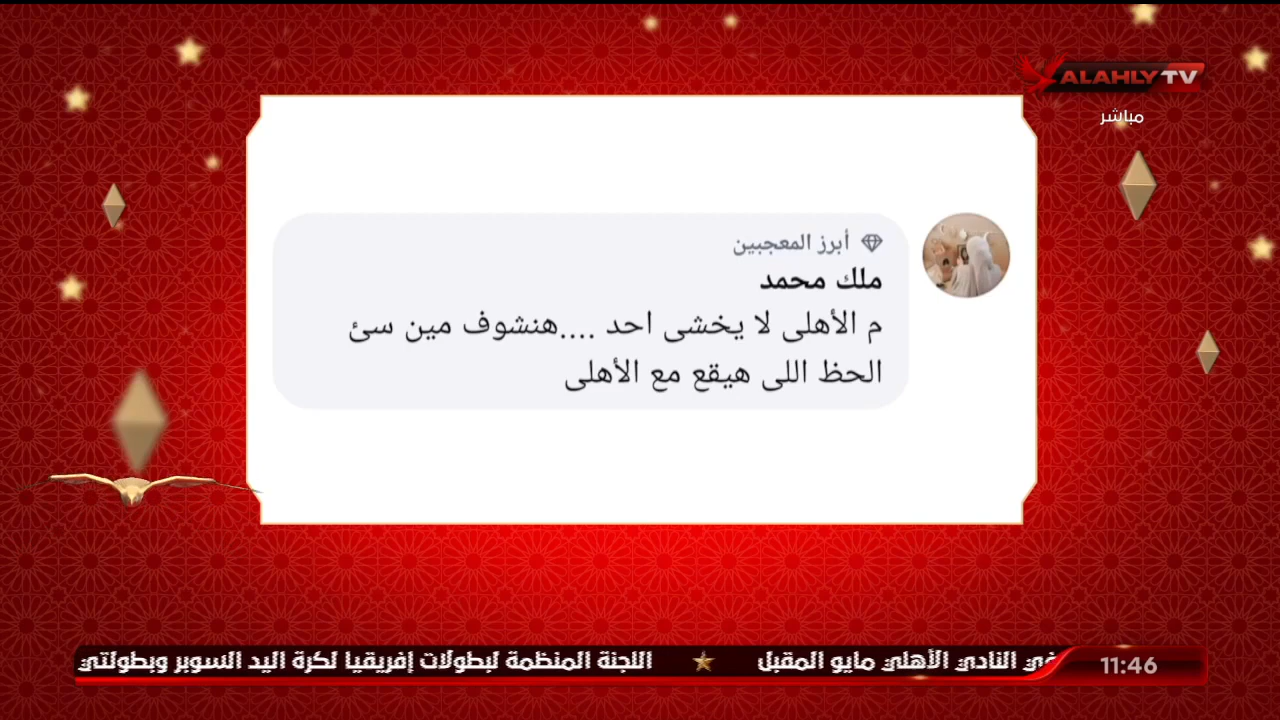 ALAHLY TV
مباشر
أبرز المعجبين
ملك محمد
م الأهلى لا يخشى احد ....هنشوف مين سئ
الحظ اللى هيقع مع الأهلى
11:46
في النادي الأهلي مايو المقبل
اللجنة المنظمة لبطولات إفريقيا لكرة اليد السوبر وبطولتي